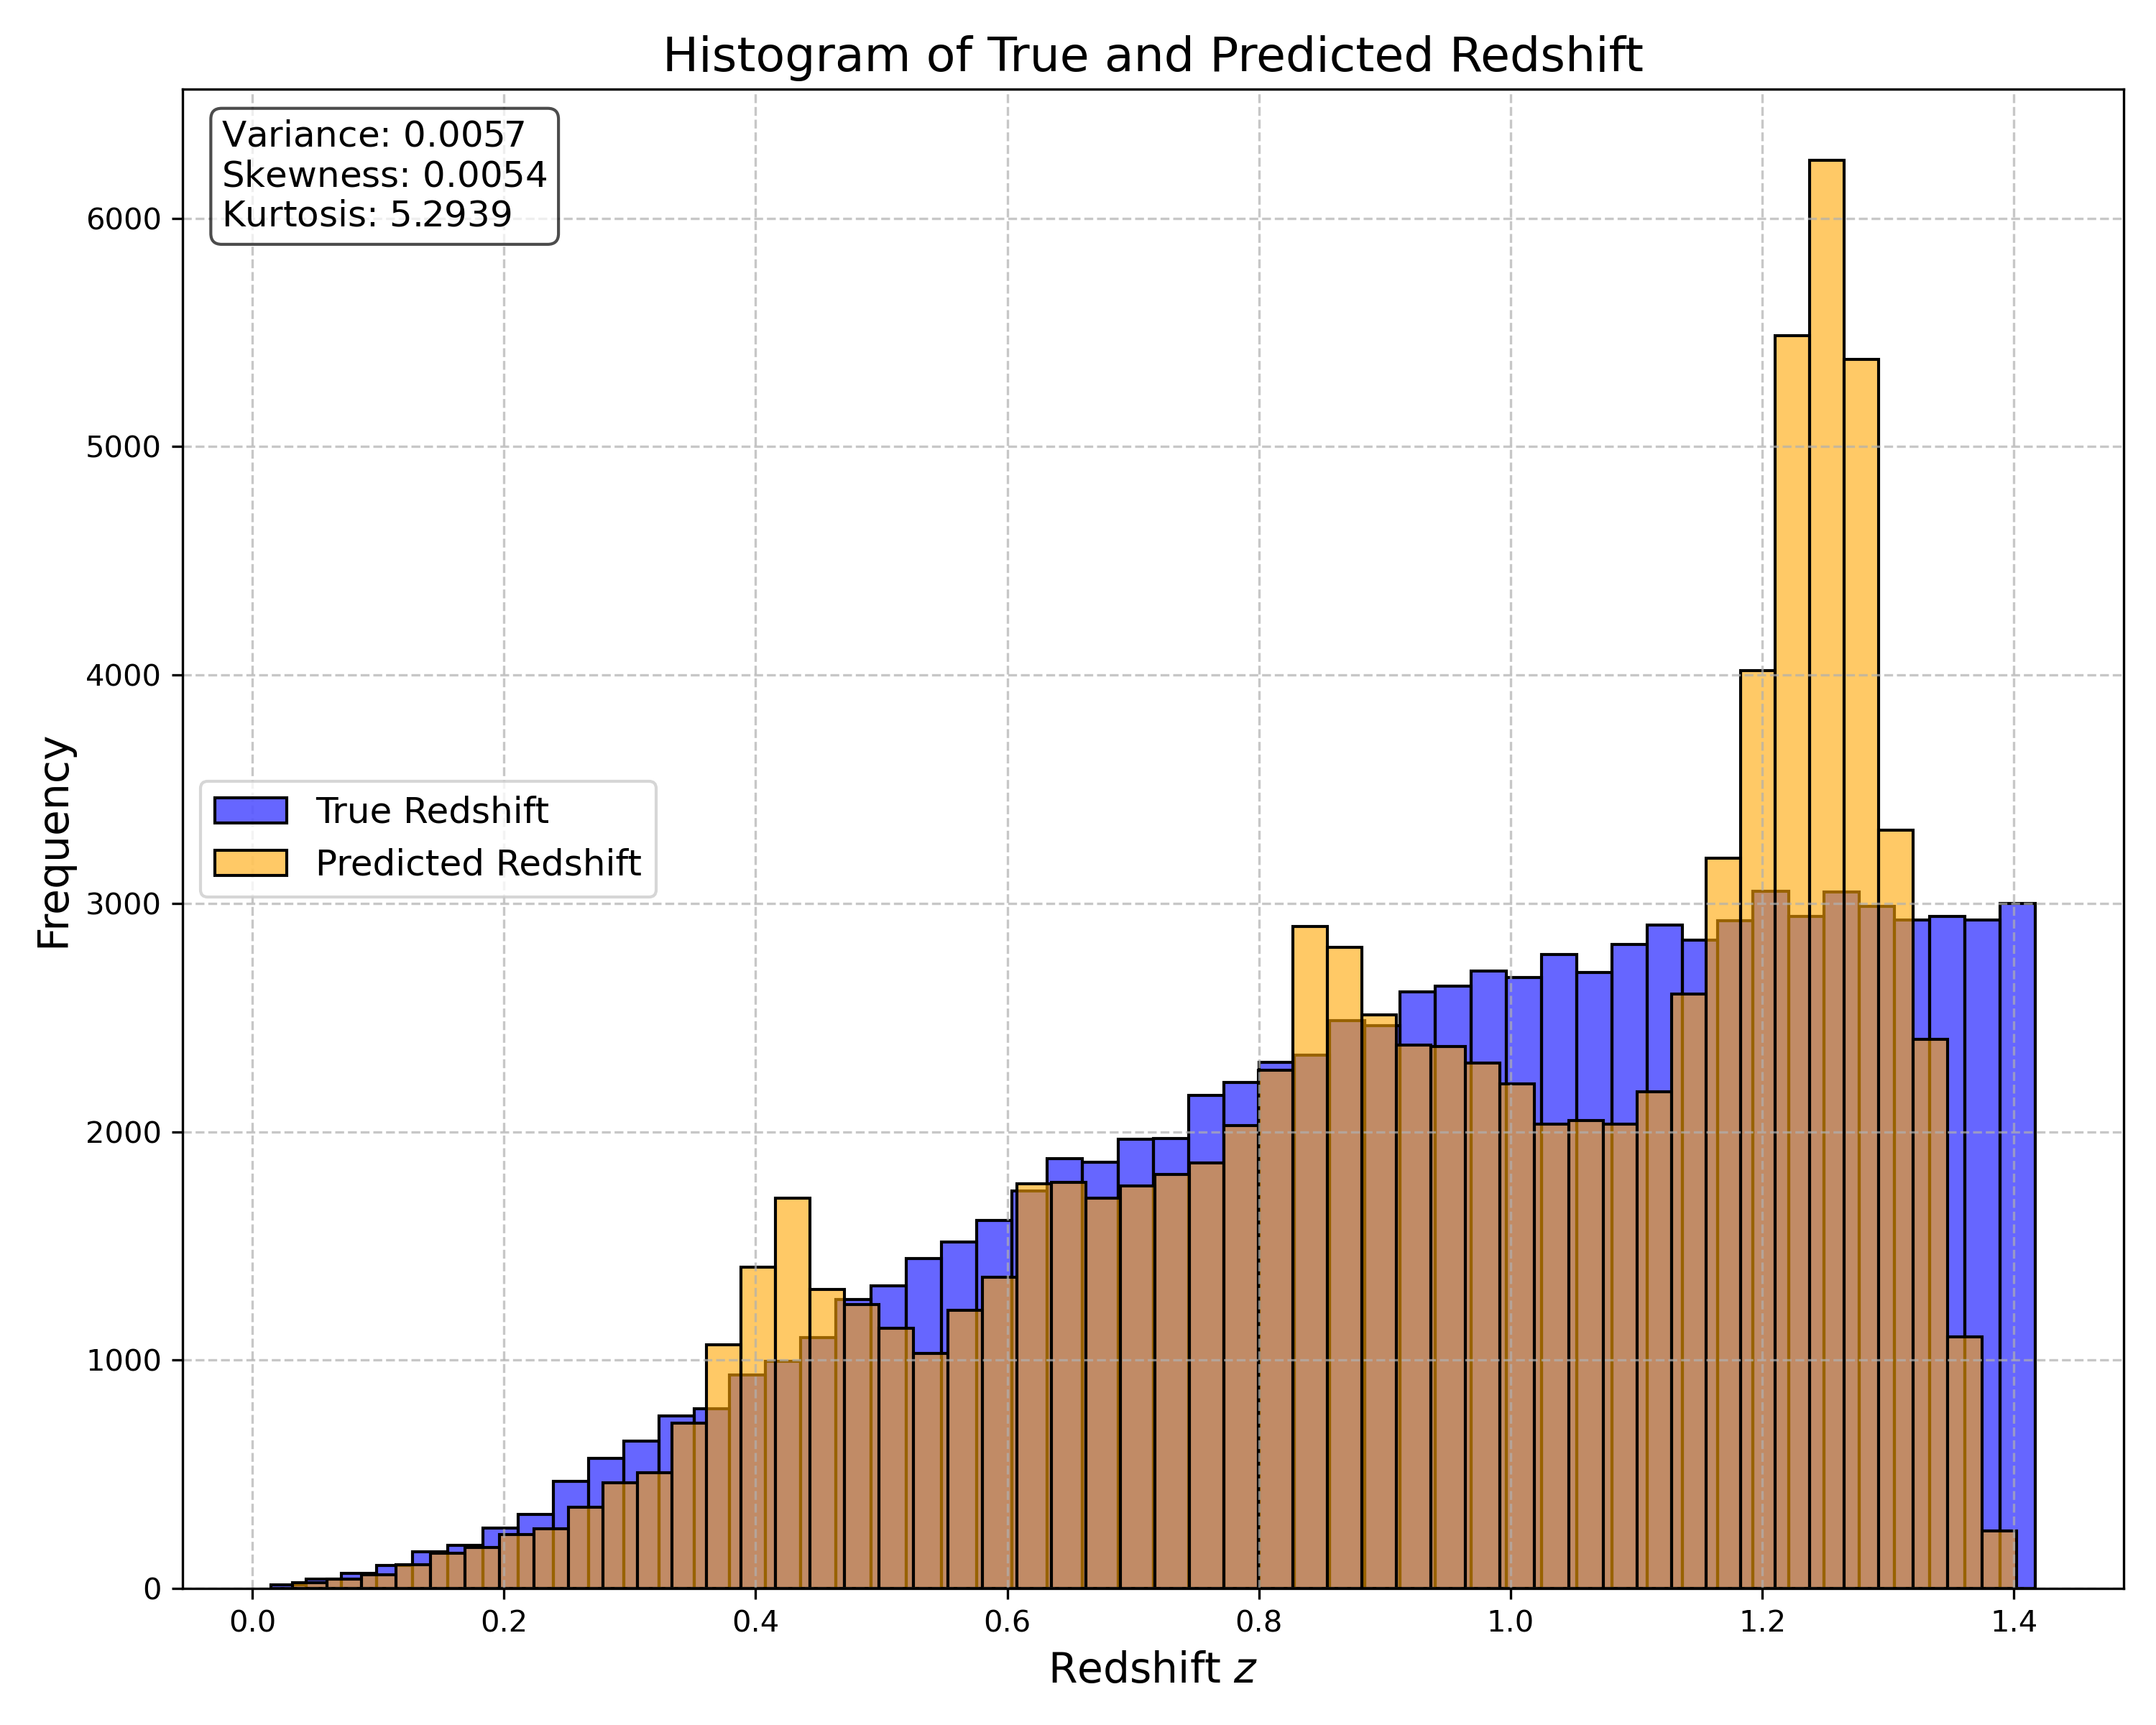 Histogram of True and Predicted Redshift
Variance: 0.0057
Skewness: 0.0054
Kurtosis: 5.2939
True Redshift
Predicted Redshift
Frequency
6000
5000
4000
3000
2000
1000
0
0.0 0.2 0.4 0.6 0.8 1.0 1.2 1.4
Redshift z